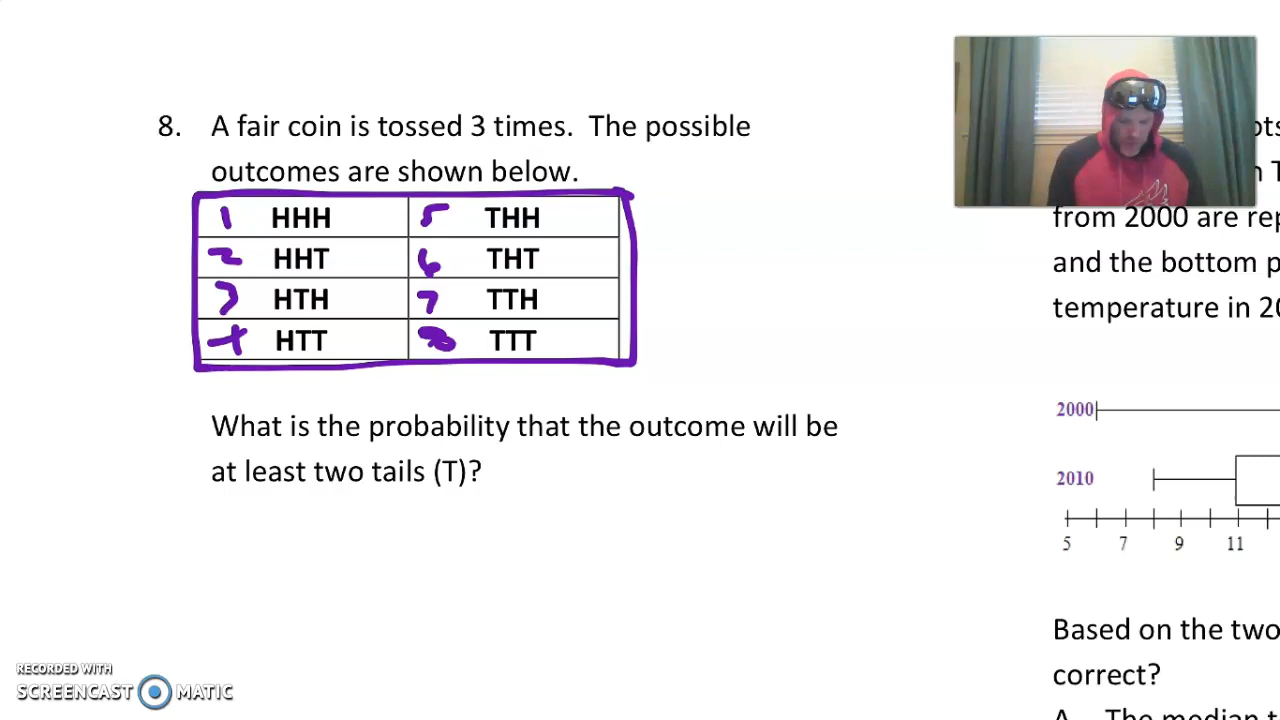 8. A fair coin is tossed 3 times. The possible
outcomes are shown below.
1 HHH 5 THH
2 HHT 6 THT
3 HTH 7 TTH
4 HTT 8 TTT
What is the probability that the outcome will be
at least two tails (T)?
from 2000 are rep
and the bottom p
temperature in 20
2000
2010
5 7 9 11
Based on the two
correct?
A. The median t
RECORDED WITH
SCREENCAST MATIC